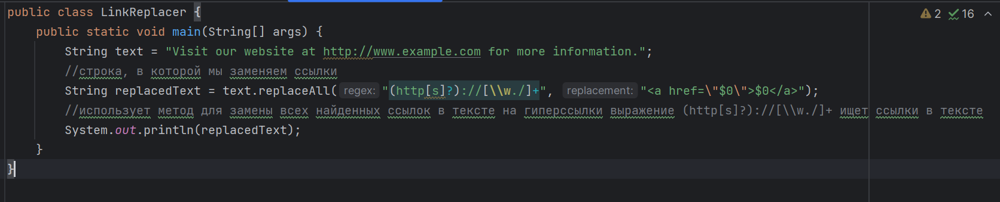 public class LinkReplacer {
2 16
public static void main(String[] args) {
String text = "Visit our website at http://www.example.com for more information.";
//строка, в которой мы заменяем ссылки
String replacedText = text.replaceAll( regex: "(http[s]?)://[\\w./]+", replacement: "<a href=\"$0\">$0</a>");
//использует метод для замены всех найденных ссылок в тексте на гиперссылки выражение (http[s]?)://[\\w./]+ ищет ссылки в тексте
System.out.println(replacedText);
}
}